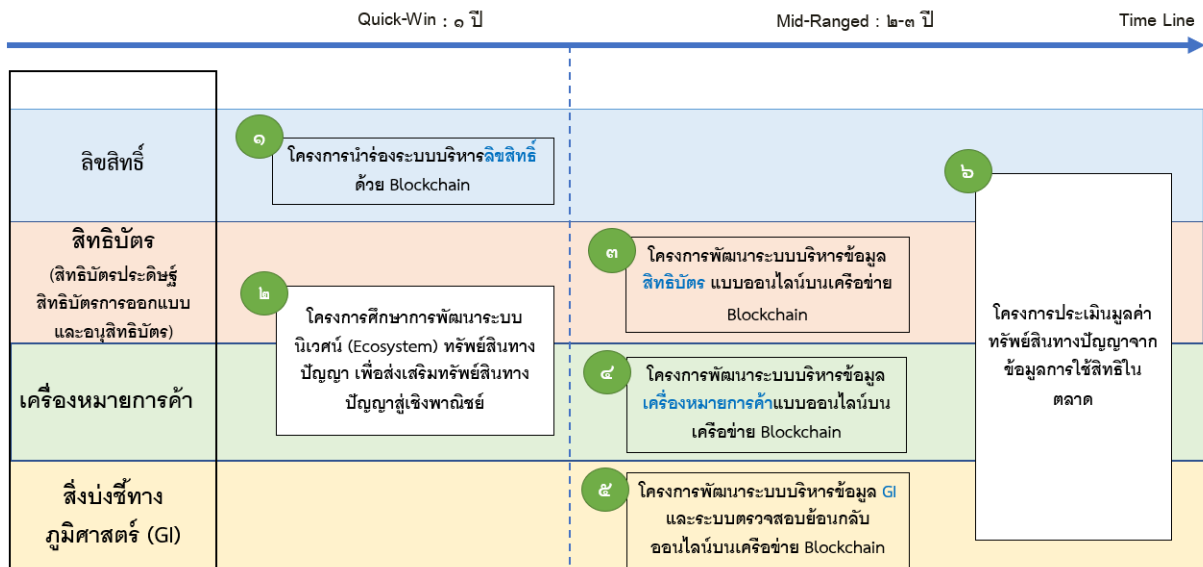 Quick-Win : ๑ ปี
Mid-Ranged : ๒-๓ ปี
Time Line
ลิขสิทธิ์
๑
โครงการนำร่องระบบบริหารลิขสิทธิ์
ด้วย Blockchain
สิทธิบัตร
(สิทธิบัตรประดิษฐ์
สิทธิบัตรการออกแบบ
และอนุสิทธิบัตร)
๒
โครงการศึกษาการพัฒนาระบบ
นิเวศน์ (Ecosystem) ทรัพย์สินทาง
ปัญญา เพื่อส่งเสริมทรัพย์สินทาง
ปัญญาสู่เชิงพาณิชย์
๓
โครงการพัฒนาระบบบริหารข้อมูล
สิทธิบัตร แบบออนไลน์บนเครือข่าย
Blockchain
เครื่องหมายการค้า
๔
โครงการพัฒนาระบบบริหารข้อมูล
เครื่องหมายการค้าแบบออนไลน์บน
เครือข่าย Blockchain
สิ่งบ่งชี้ทาง
ภูมิศาสตร์ (GI)
๕
โครงการพัฒนาระบบบริหารข้อมูล GI
และระบบตรวจสอบย้อนกลับ
ออนไลน์บนเครือข่าย Blockchain
๖
โครงการประเมินมูลค่า
ทรัพย์สินทางปัญญาจาก
ข้อมูลการใช้สิทธิใน
ตลาด